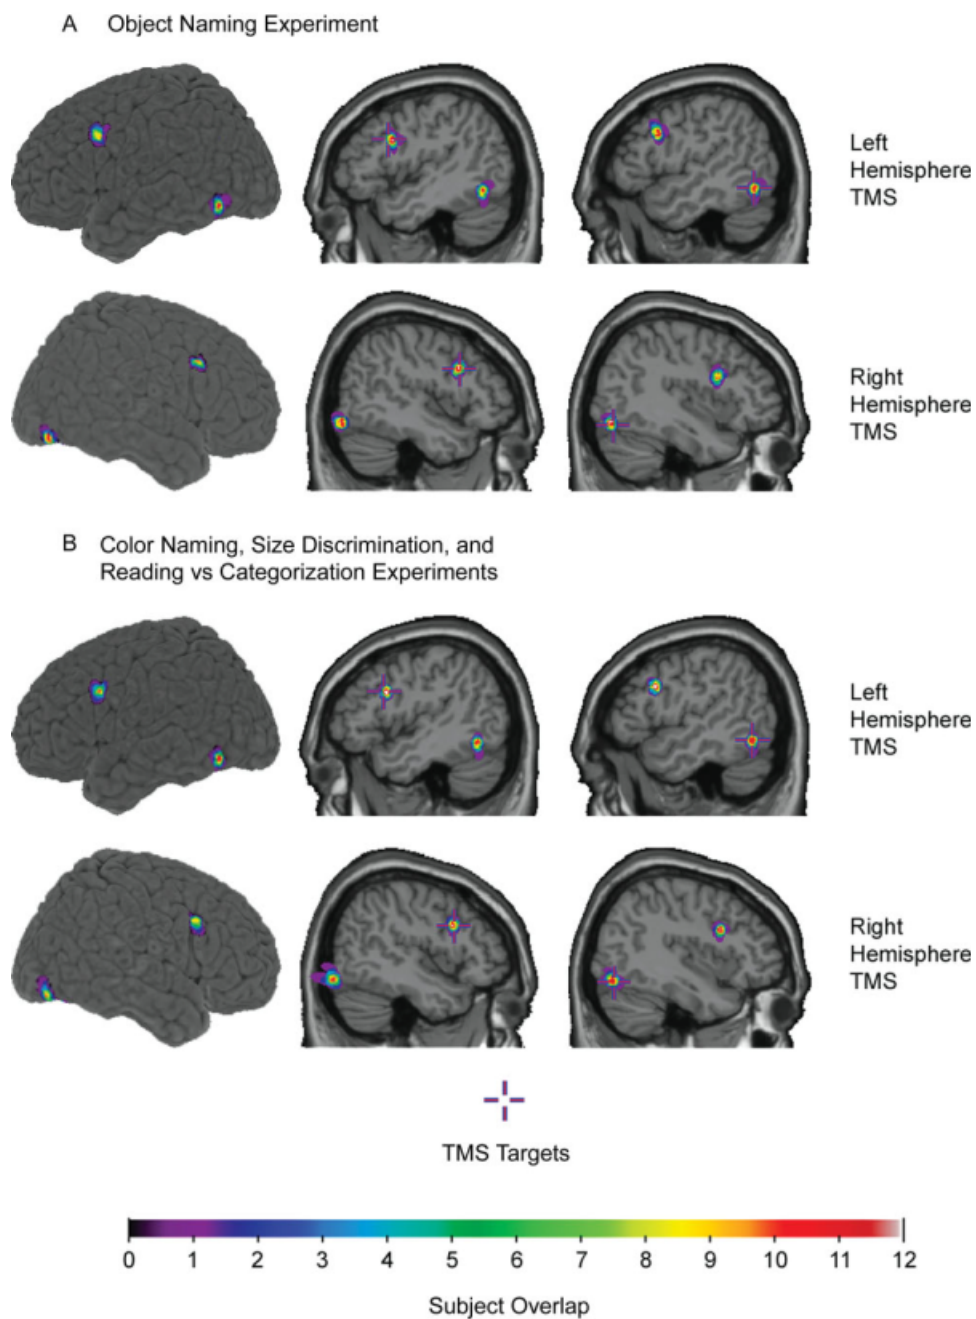 A Object Naming Experiment
Left
Hemisphere
TMS
Right
Hemisphere
TMS
B Color Naming, Size Discrimination, and
Reading vs Categorization Experiments
Left
Hemisphere
TMS
Right
Hemisphere
TMS
TMS Targets
0 1 2 3 4 5 6 7 8 9 10 11 12
Subject Overlap